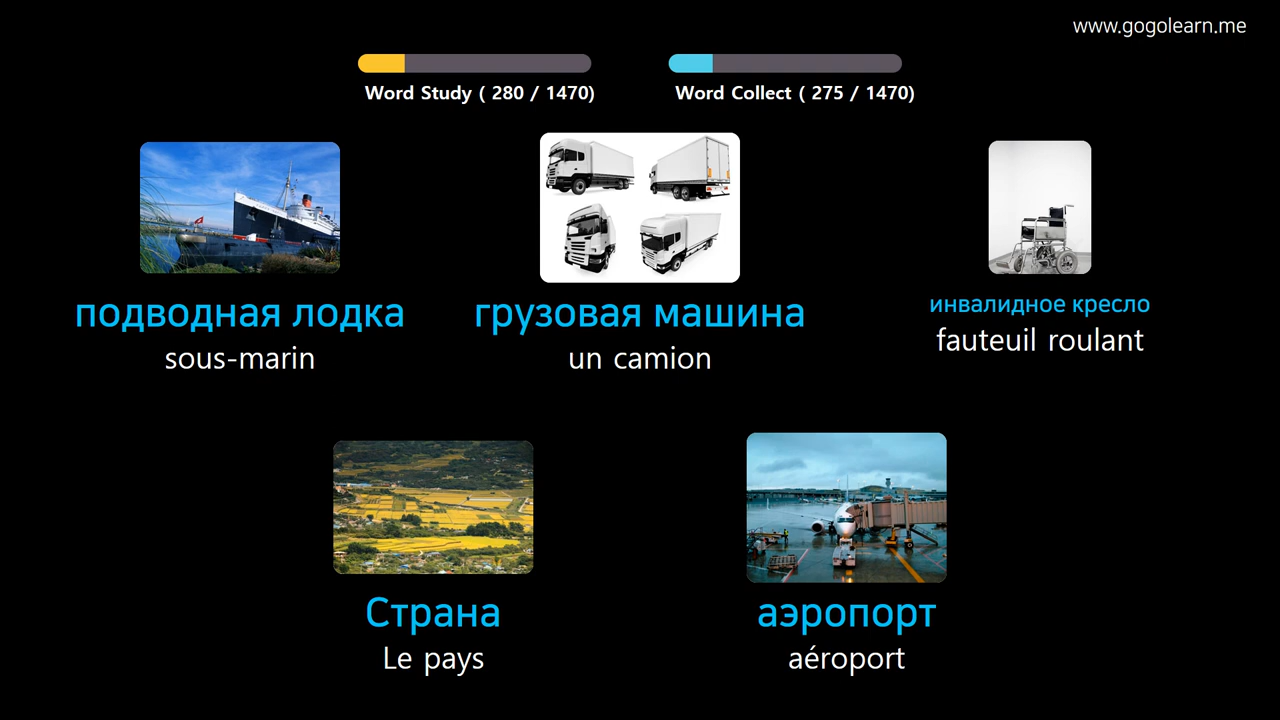 www.gogolearn.me
Word Study ( 280 / 1470)
Word Collect ( 275 / 1470)
подводная лодка
sous-marin
грузовая машина
un camion
инвалидное кресло
fauteuil roulant
Страна
Le pays
аэропорт
aéroport